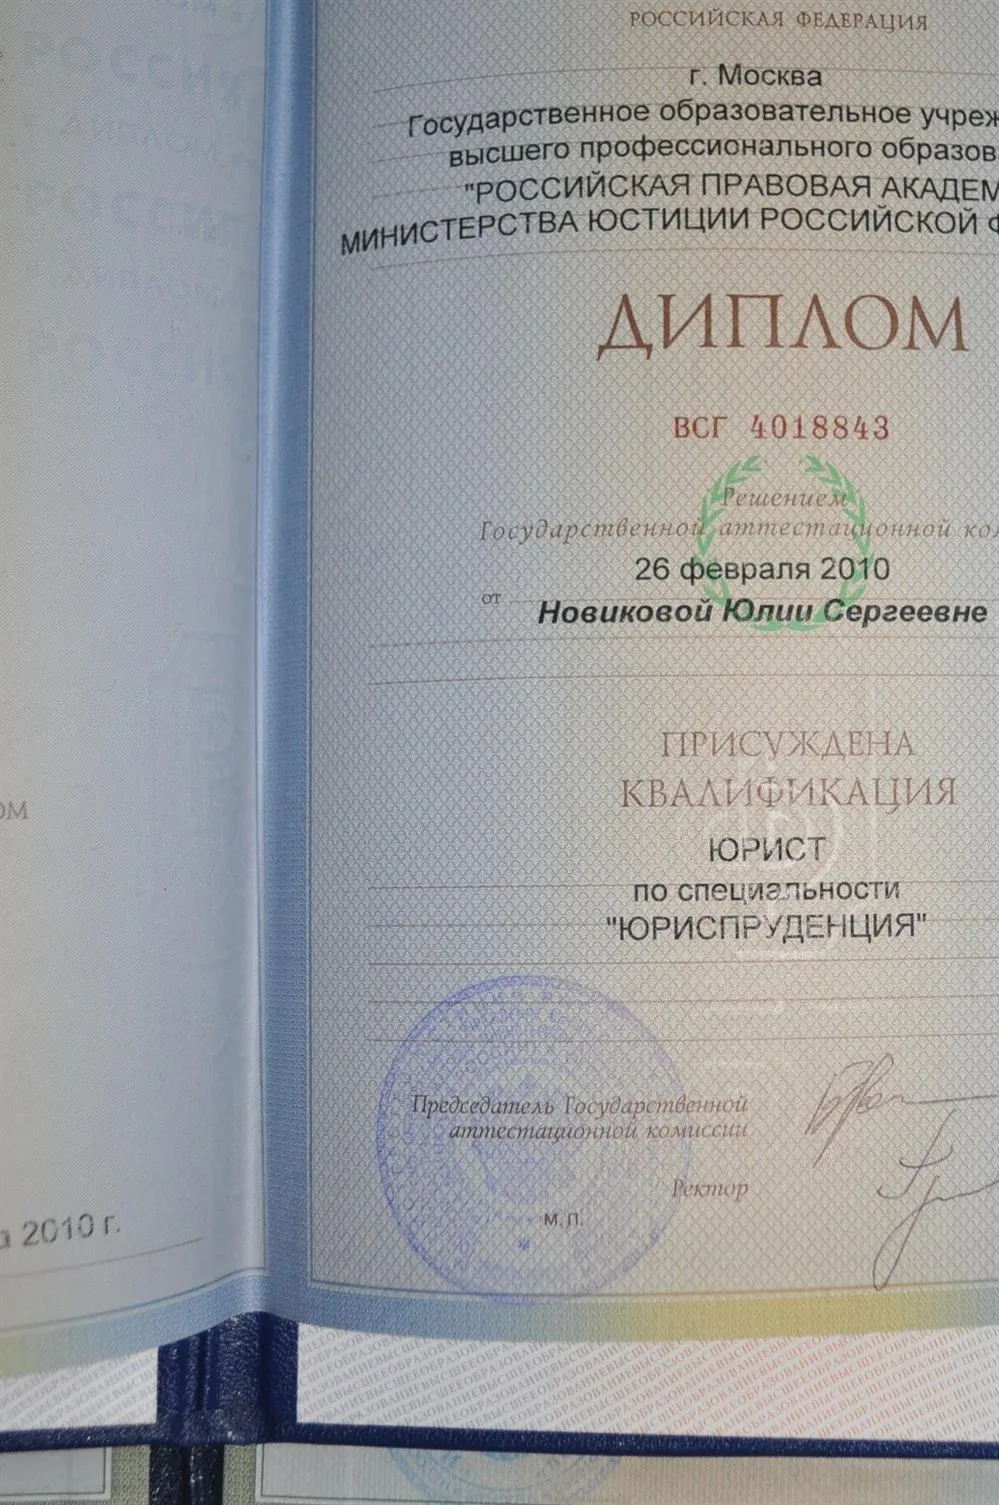 РОССИЙСКАЯ ФЕДЕРАЦИЯ
г. Москва
Государственное образовательное учреж
высшего профессионального образов
"РОССИЙСКАЯ ПРАВОВАЯ АКАДЕМ
МИНИСТЕРСТВА ЮСТИЦИИ РОССИЙСКОЙ Ф
ДИПЛОМ
ВСГ 4018843
Решением
Государственной аттестационной ко
26 февраля 2010
от
Новиковой Юлии Сергеевне
ПРИСУЖДЕНА
КВАЛИФИКАЦИЯ
ЮРИСТ
по специальности
"ЮРИСПРУДЕНЦИЯ"
Председатель Государственной
аттестационной комиссии
Ректор
М.П.
ом
а 2010 г.